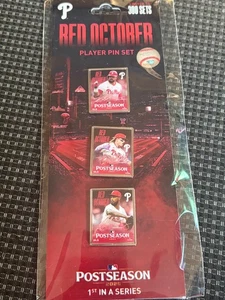 P
300 SETS
RED OCTOBER
PLAYER PIN SET
POSTSEASON
POSTSEASON
POSTSEASON
POSTSEASON
1ST IN A SERIES